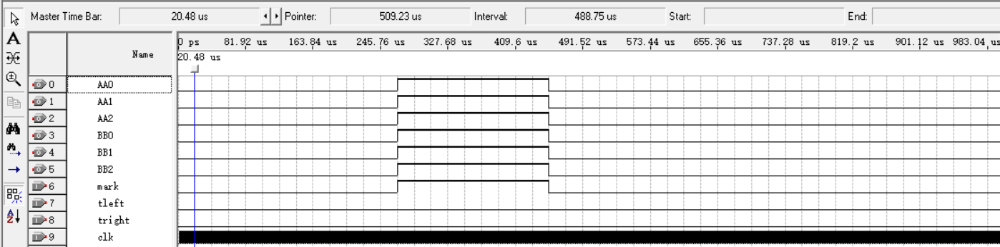 Master Time Bar: 20.48 us Pointer: 509.23 us Interval: 488.75 us Start: End:
A
Name
0 ps 81.92 us 163.84 us 245.76 us 327.68 us 409.6 us 491.52 us 573.44 us 655.36 us 737.28 us 819.2 us 901.12 us 983.04 us
20.48 us
0 AA0
1 AA1
2 AA2
3 BB0
4 BB1
5 BB2
6 mark
7 tleft
8 tright
9 clk
A
Z